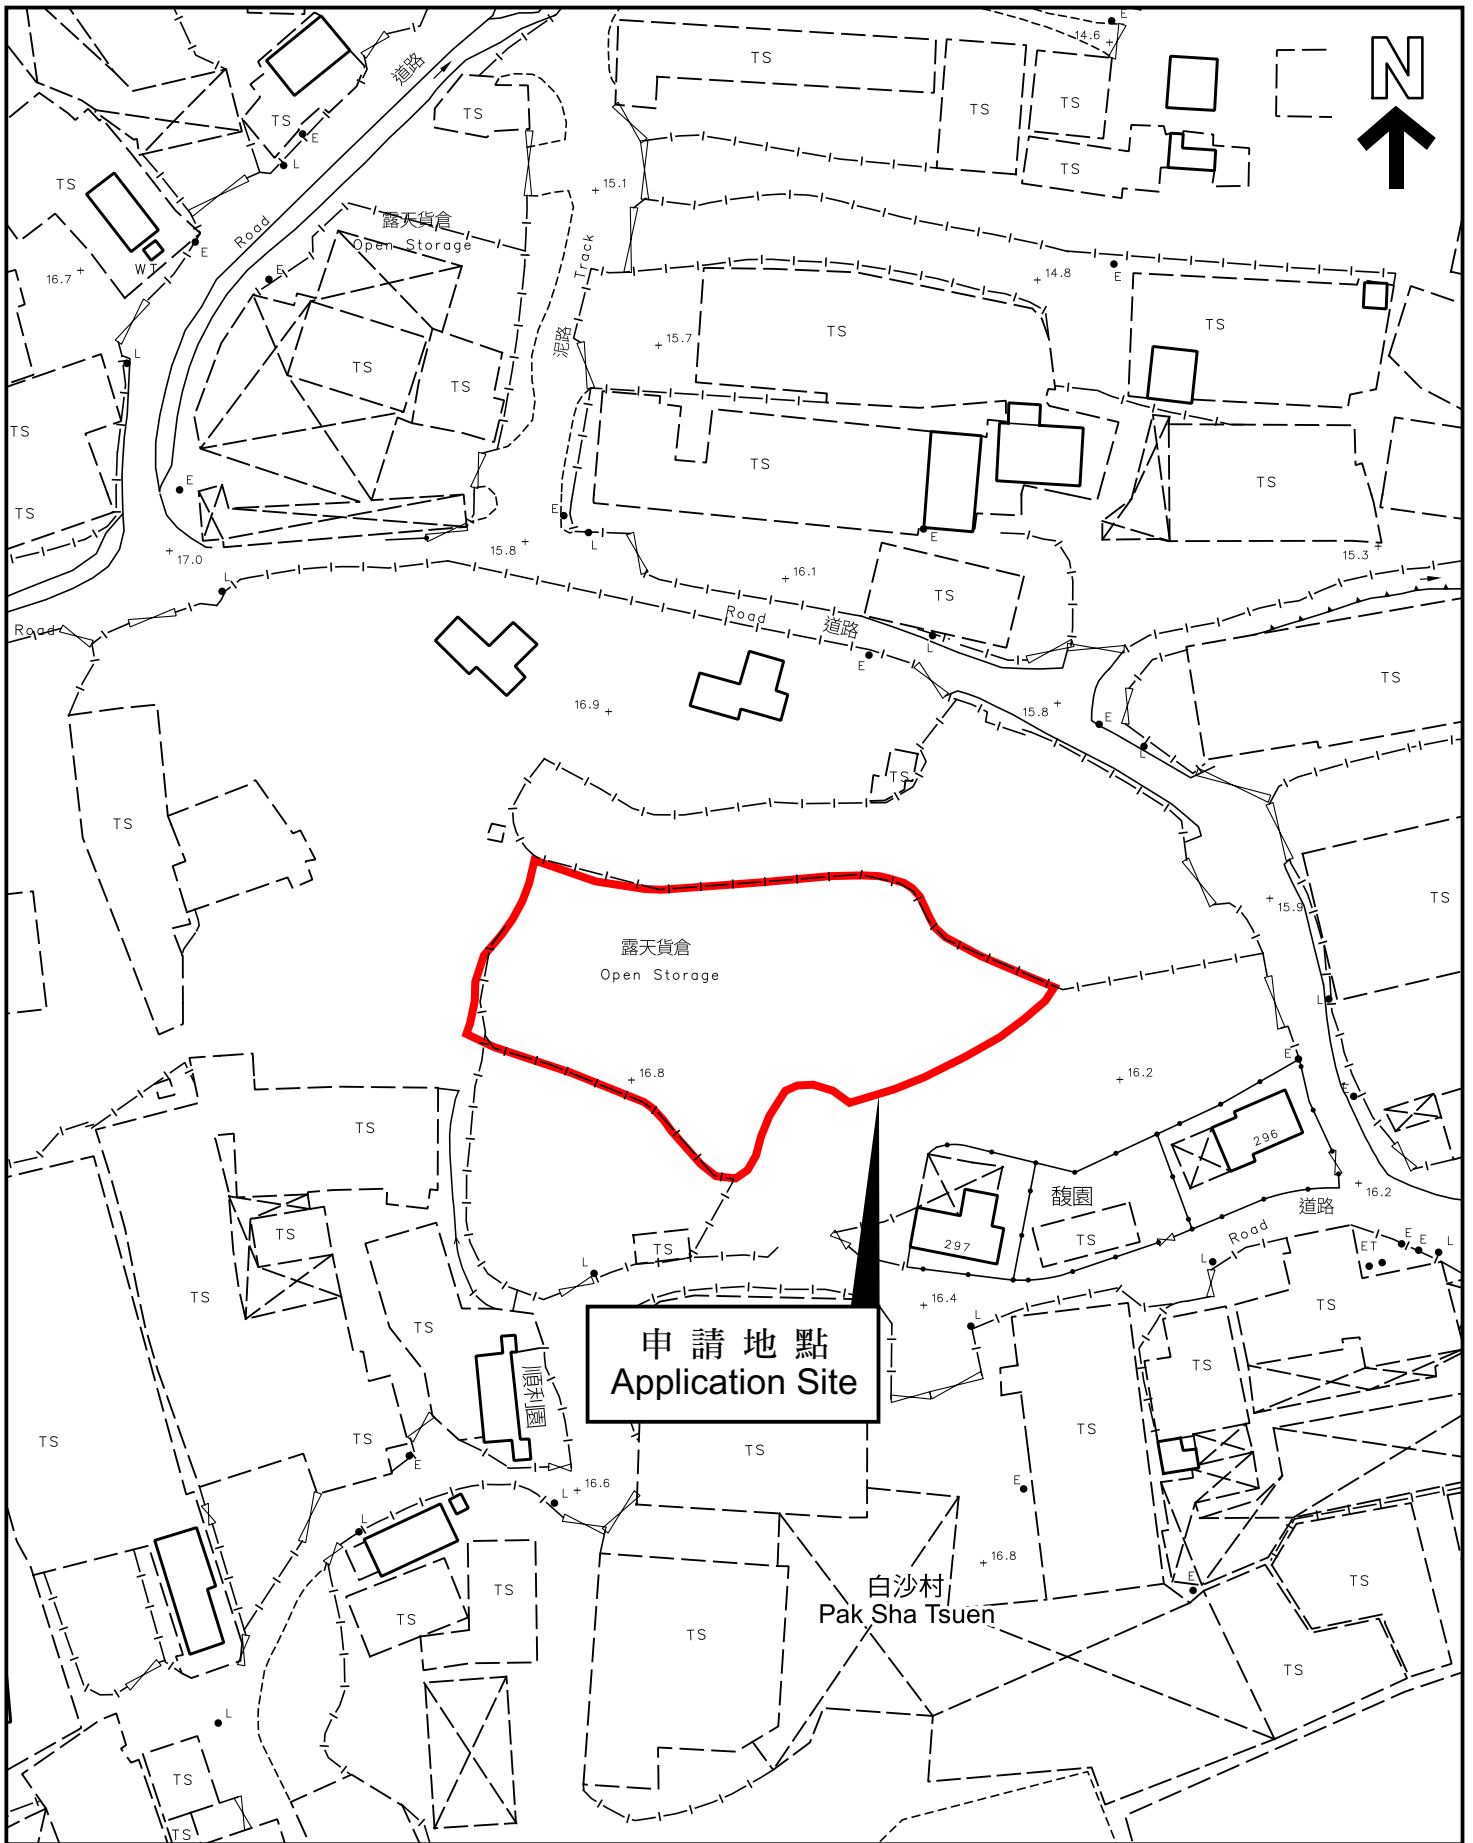 E
14.6
N
TS
道路
TS
TS
TS
TS
E
L
TS
TS
15.1
露天貨倉
Open Storage
Road
E
WT
16.7
E
Track
14.8
E
泥路
15.7
TS
TS
L
TS
TS
TS
TS
TS
E
E
TS
E
L
17.0
15.8
15.3
16.1
L
TS
Road
Road
道路
L
E
TS
16.9
15.8
E
L
TS
TS
TS
15.9
露天貨倉
Open Storage
L
16.8
16.2
E
E
TS
296
馥園
16.2
道路
TS
297
TS
TS
Road
E
E
L
ET
L
L
TS
16.4
TS
TS
L
申請地點
Application Site
順利園
TS
TS
TS
TS
TS
E
L
16.6
E
L
16.8
白沙村
Pak Sha Tsuen
E
TS
TS
TS
TS
TS
L
TS
TS